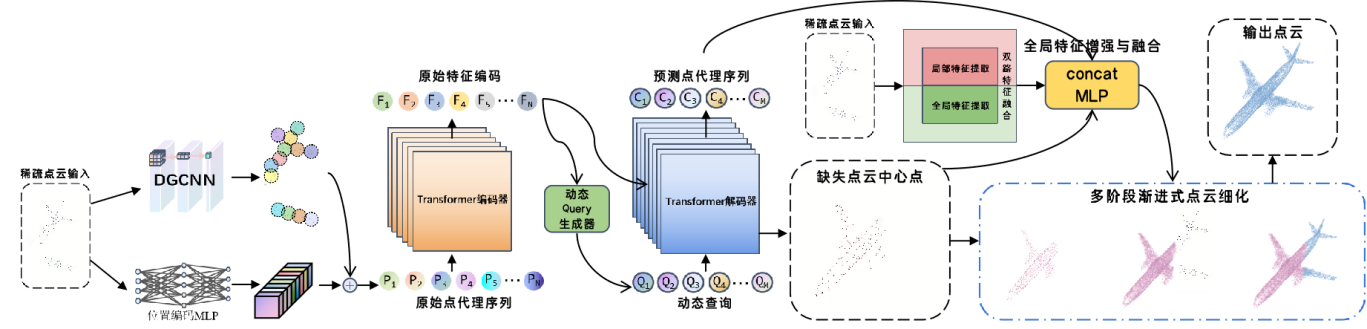 稀疏点云输入
DGCNN
位置编码MLP
原始特征编码
F1 F2 F3 F4 F5 ... FN
Transformer编码器
P1 P2 P3 P4 P5 ... PN
原始点代理序列
动态
Query
生成器
预测点代理序列
C1 C2 C3 C4 ... CM
Transformer解码器
Q1 Q2 Q3 Q4 ... QM
动态查询
稀疏点云输入
局部特征提取
全局特征提取
双路特征融合
全局特征增强与融合
concat
MLP
缺失点云中心点
多阶段渐进式点云细化
输出点云